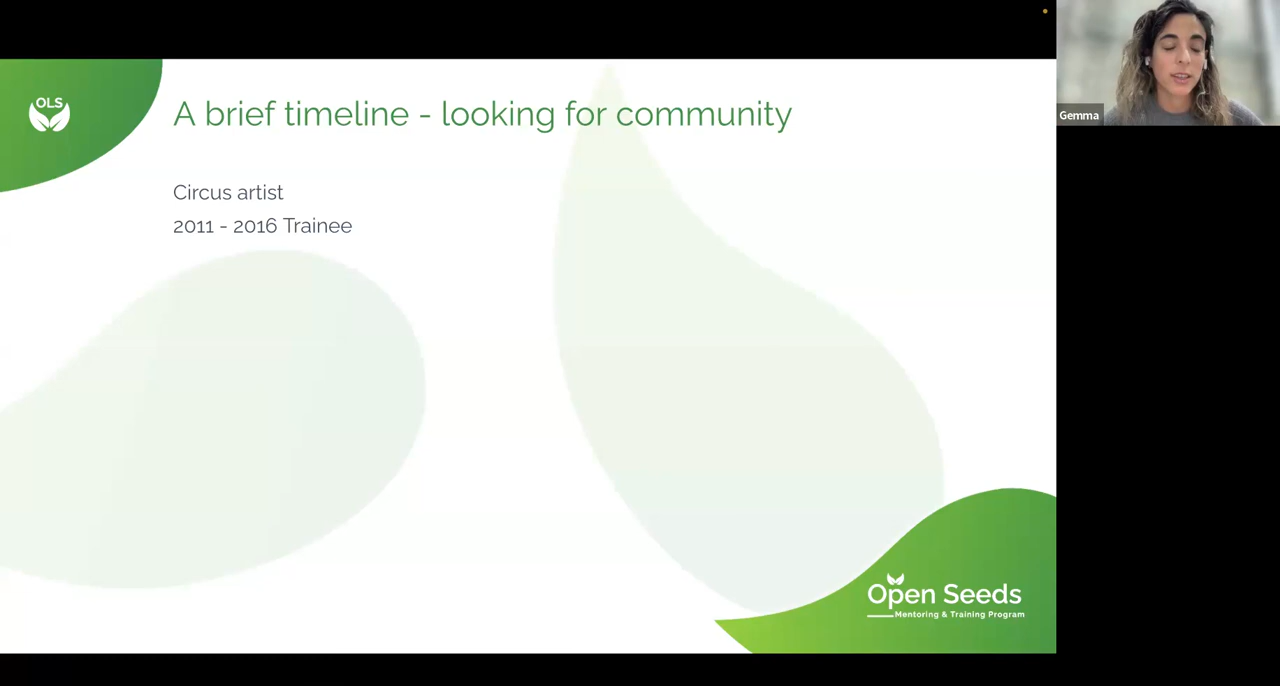 OLS
A brief timeline - looking for community
Gemma
Circus artist
2011 - 2016 Trainee
Open Seeds
Mentoring & Training Program